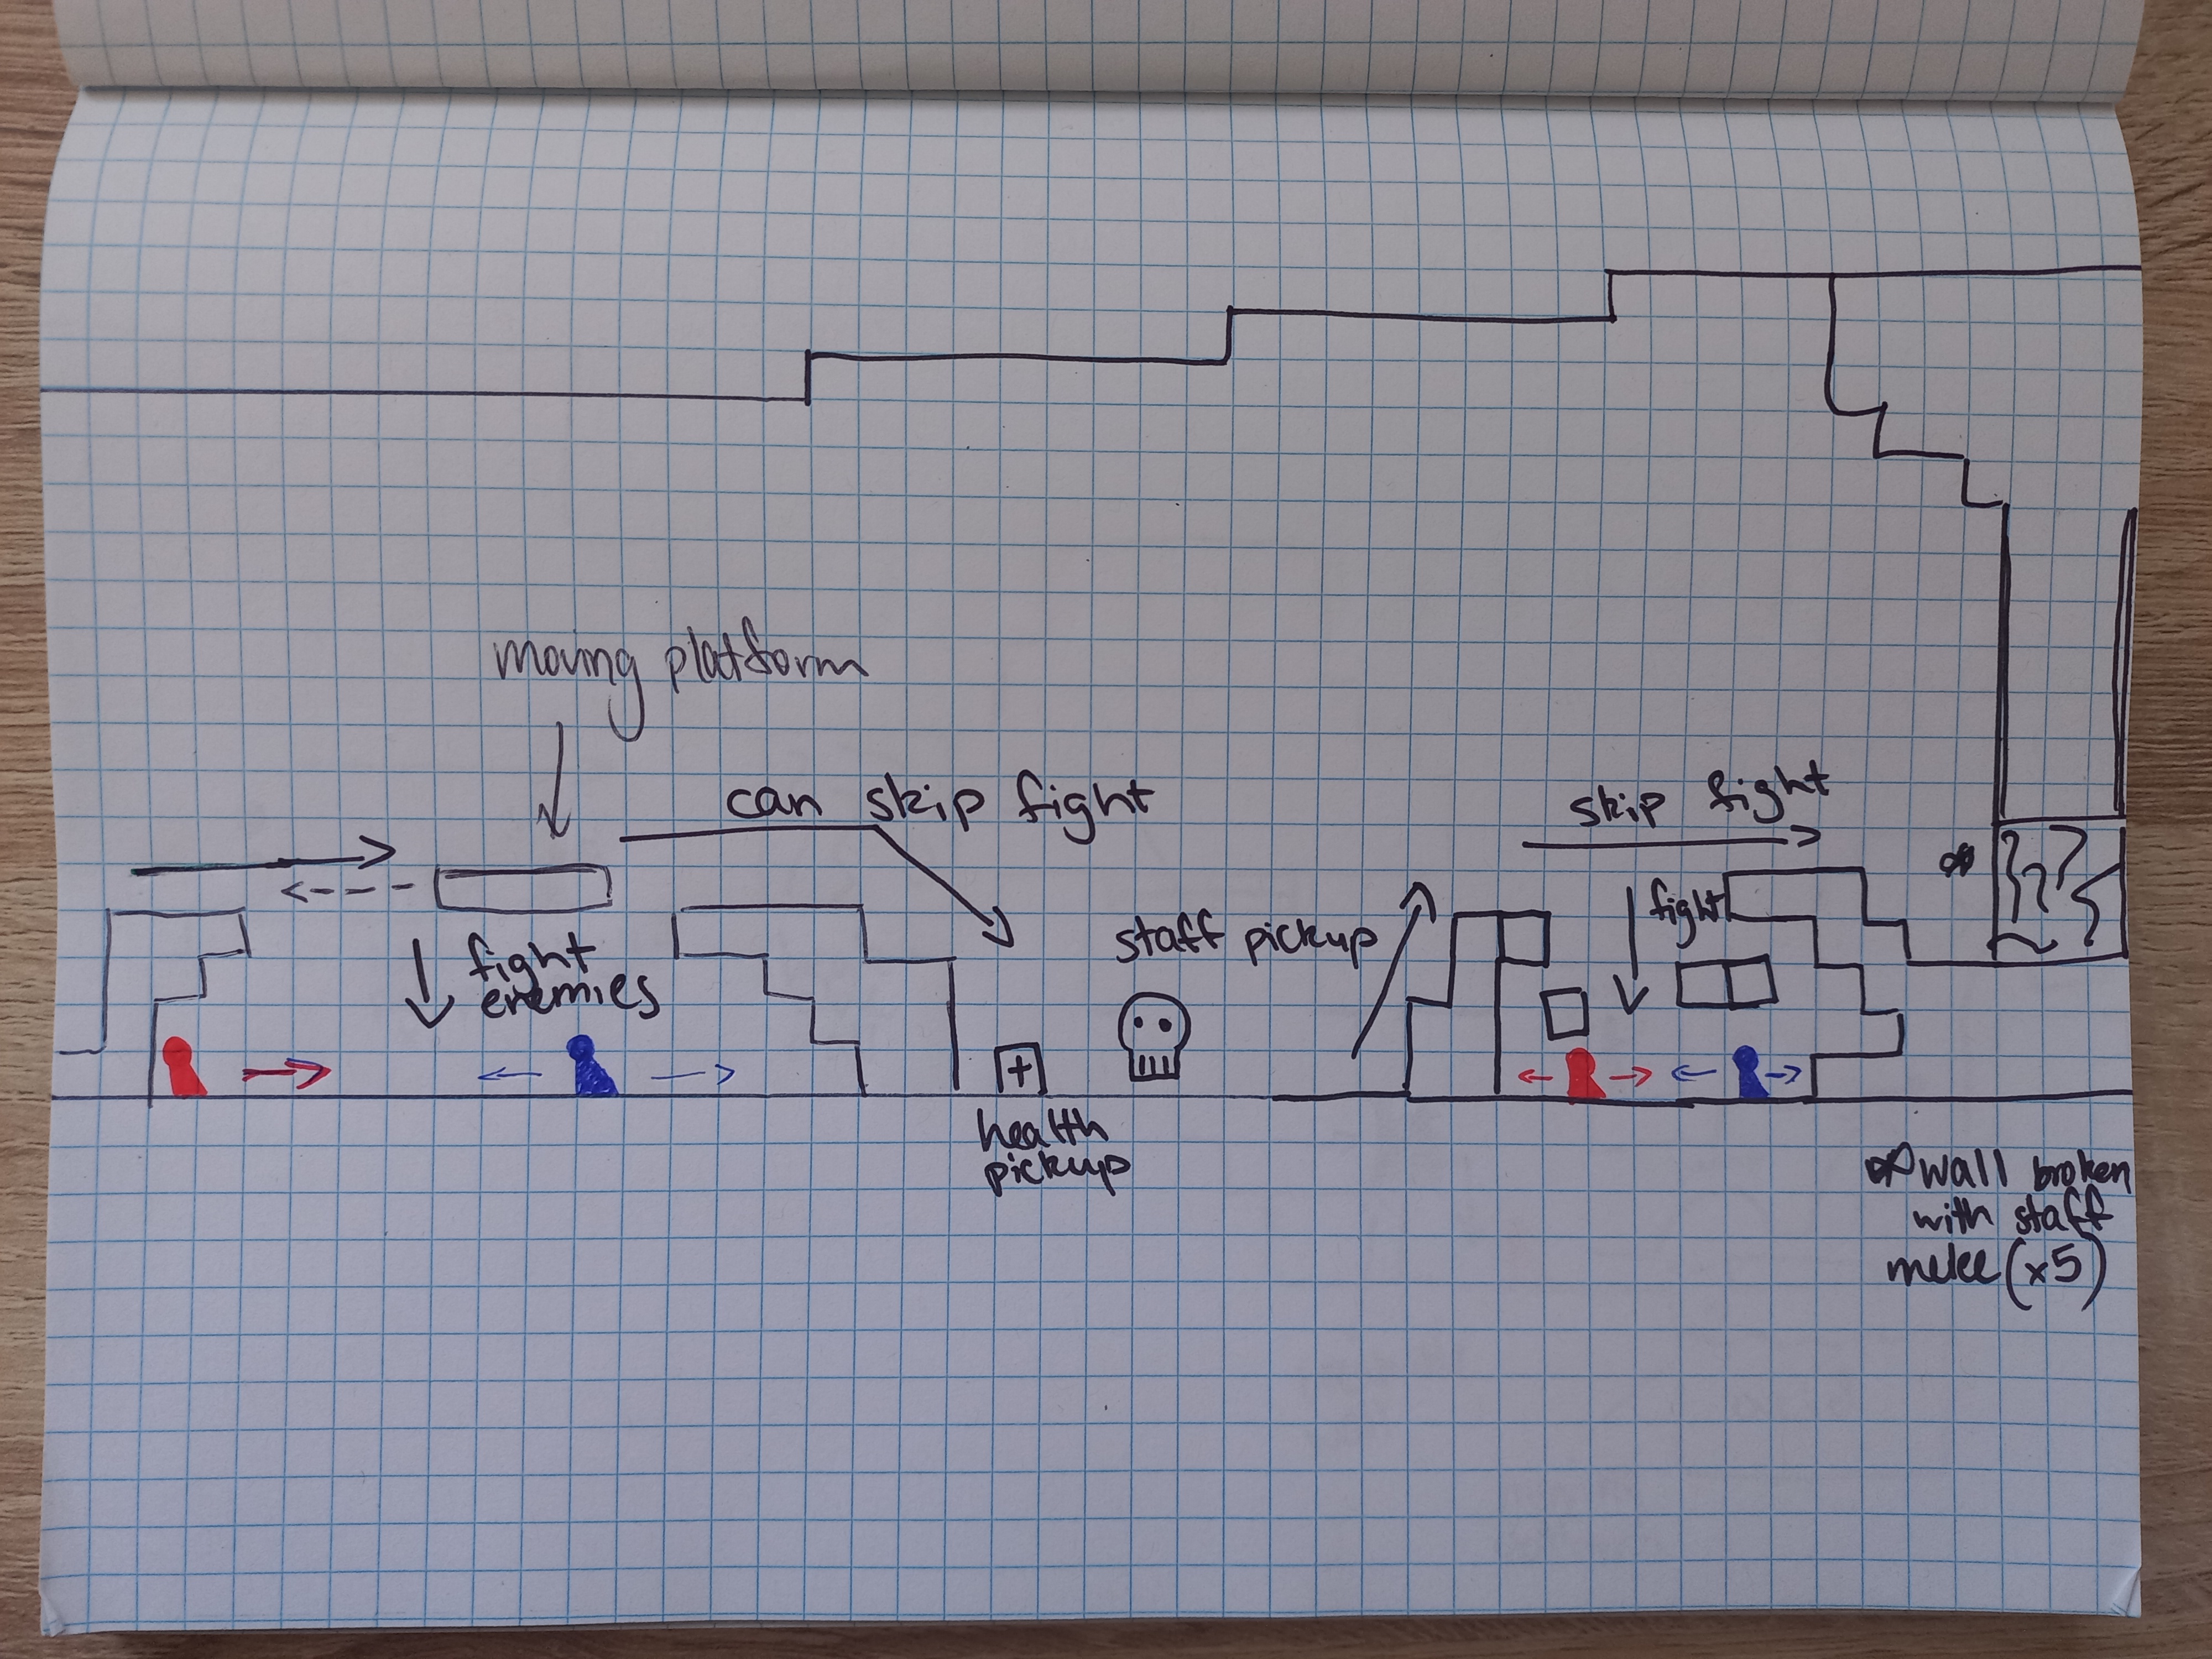 moving platform
can skip fight
skip fight
fight
enemies
staff pickup
fight
health
pickup
wall broken
with staff
melee (x5)